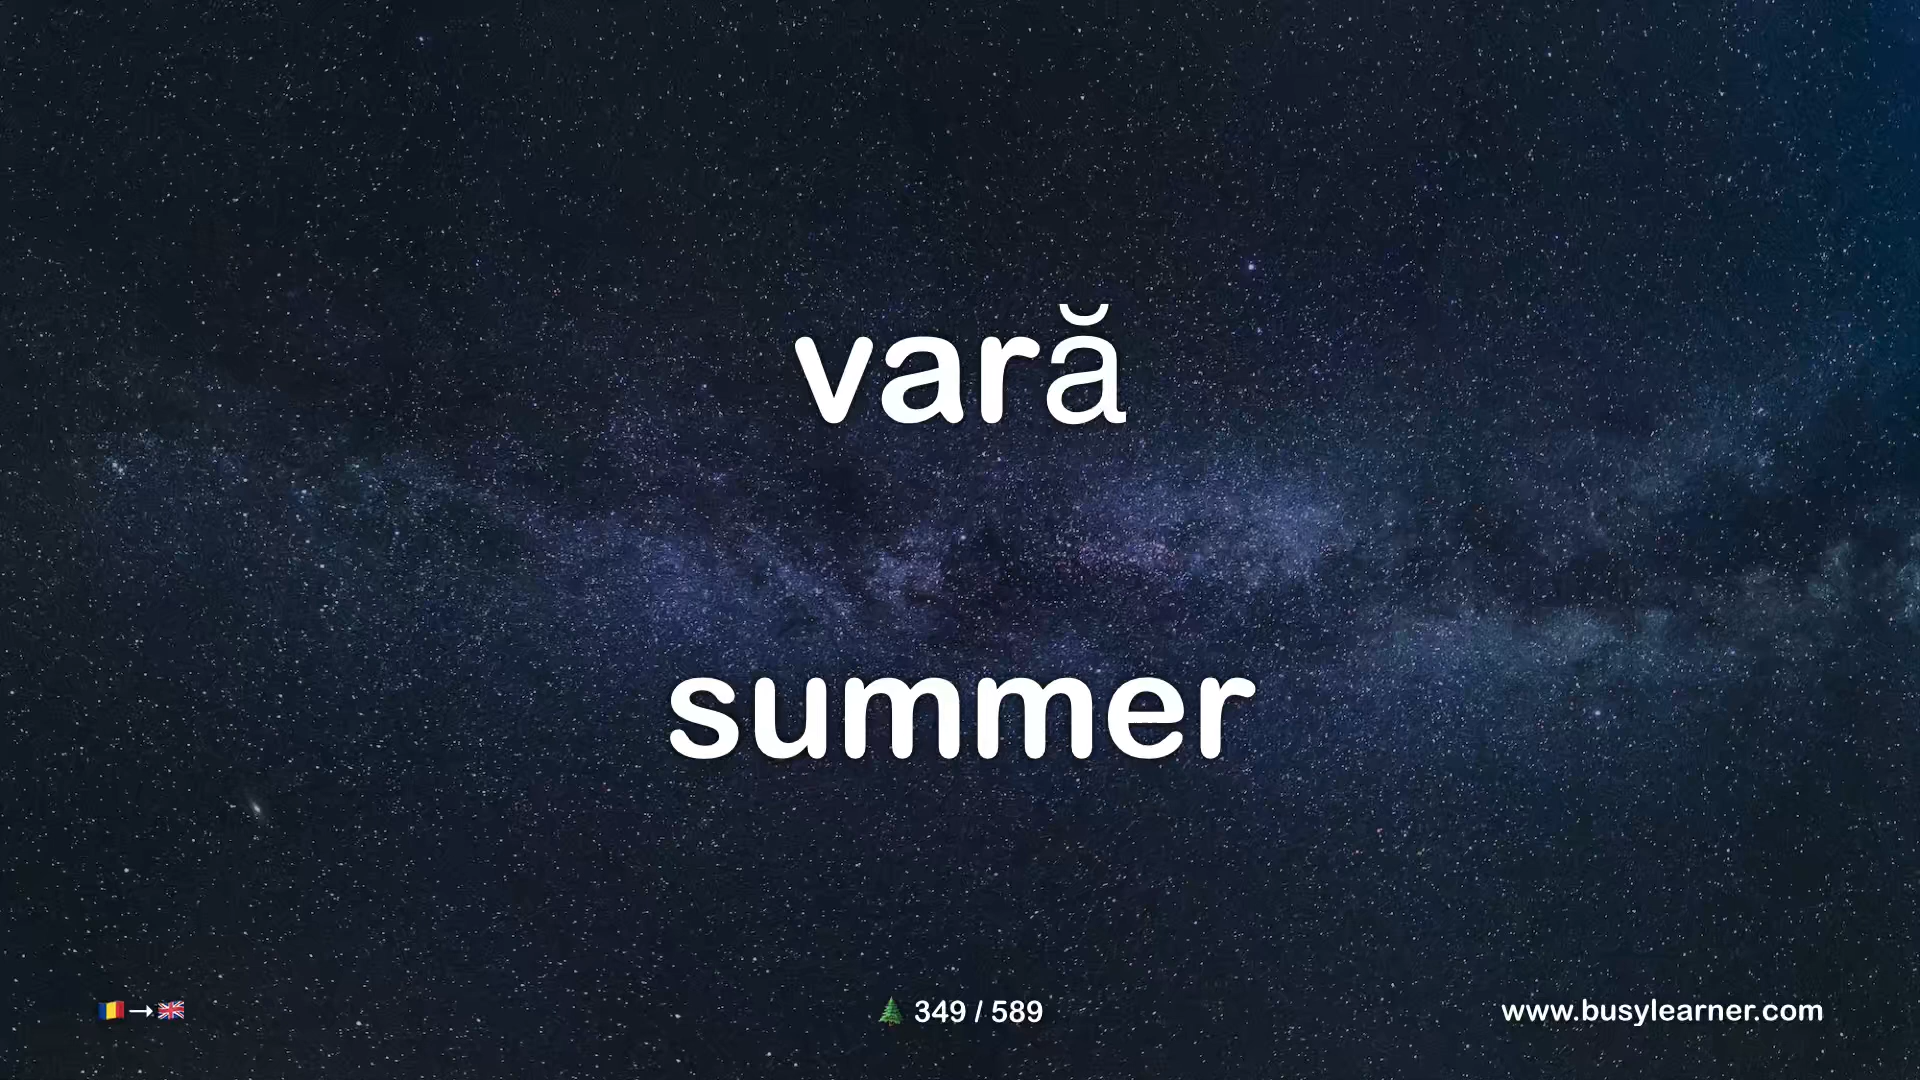 vară
summer
🇷🇴→🇬🇧
🌲 349 / 589
www.busylearner.com